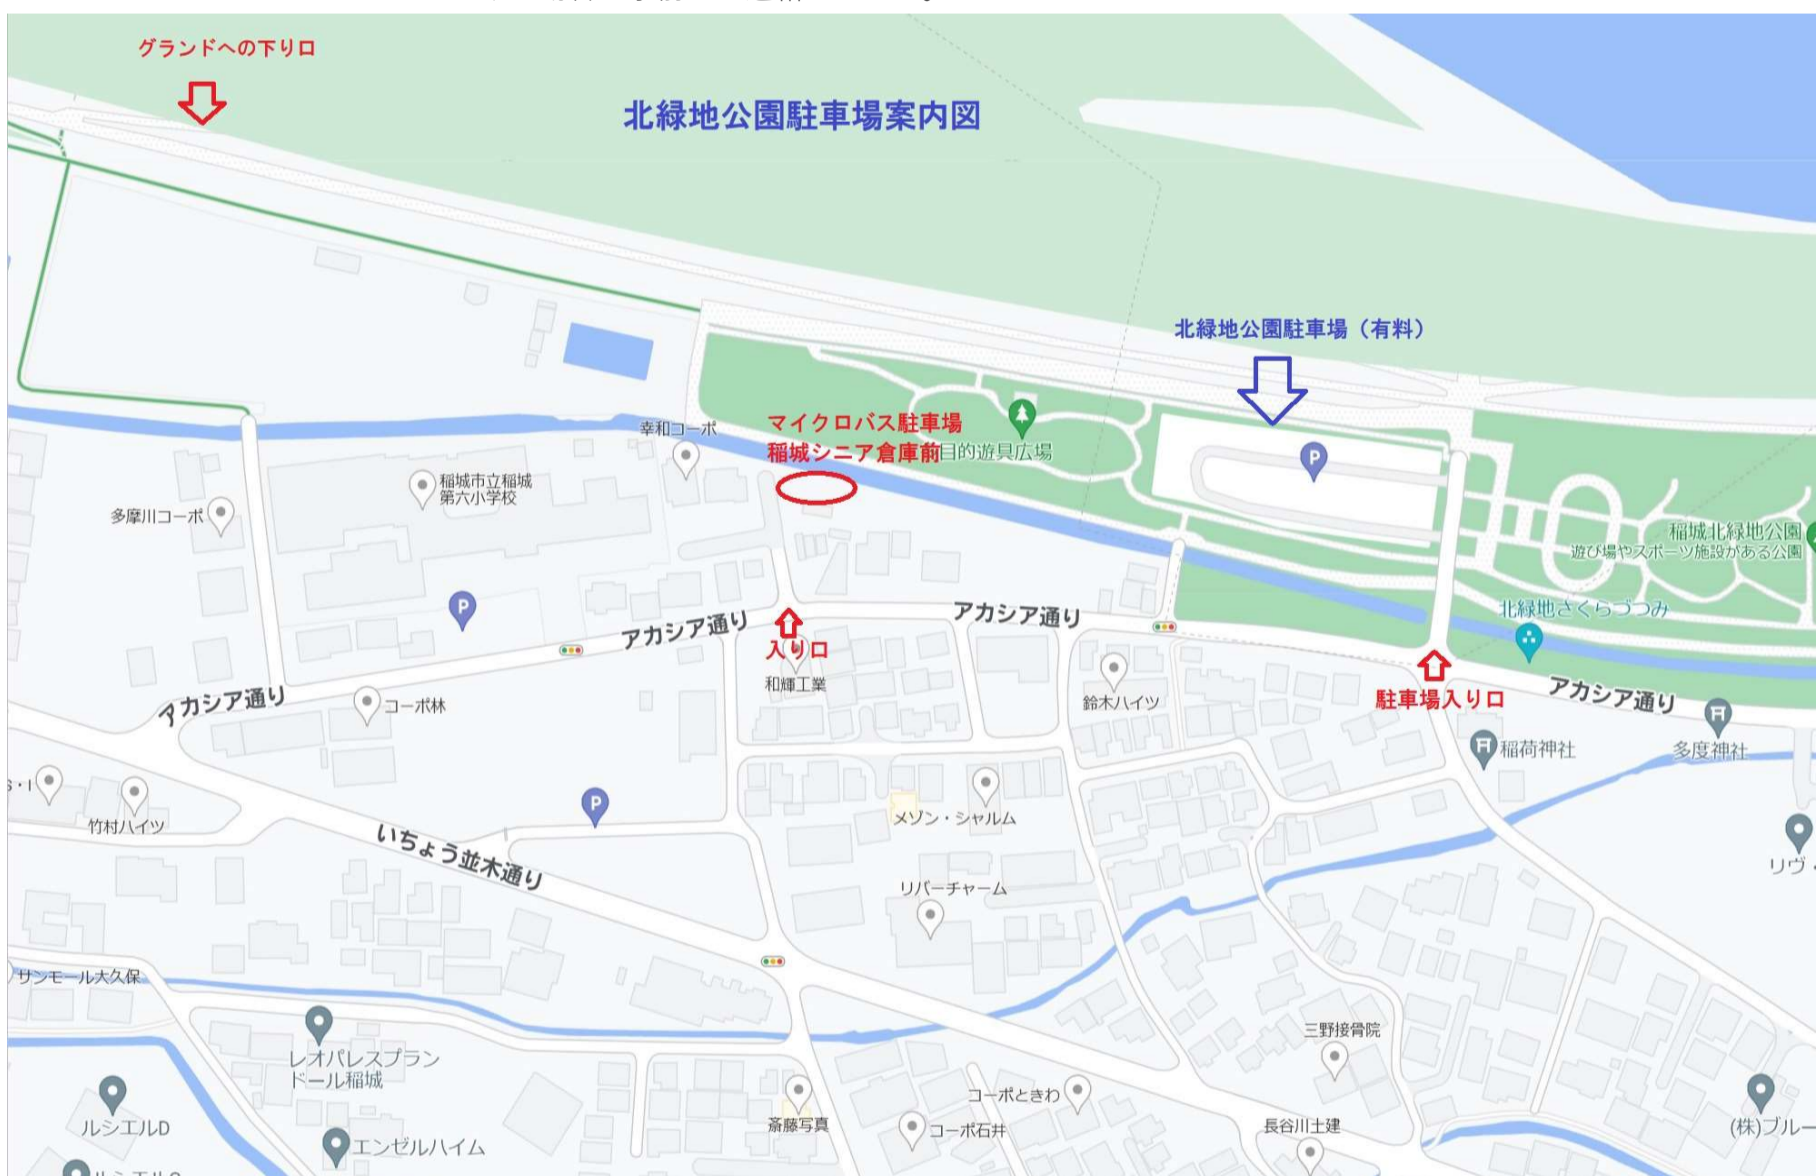 グランドへの下り口
北緑地公園駐車場案内図
北緑地公園駐車場（有料）
マイクロバス駐車場
稲城シニア倉庫前
目的遊具広場
幸和コーポ
稲城市立稲城
第六小学校
多摩川コーポ
稲城北緑地公園
遊び場やスポーツ施設がある公園
北緑地さくらづつみ
アカシア通り
アカシア通り
入り口
和輝工業
鈴木ハイツ
駐車場入り口
アカシア通り
アカシア通り
コーポ林
稲荷神社
多度神社
竹村ハイツ
いちょう並木通り
メゾン・シャルム
リヴ・
リバーチャーム
サンモール大久保
レオパレスプラン
ドール稲城
三野接骨院
ルシエルD
エンゼルハイム
斎藤写真
コーポときわ
コーポ石井
長谷川土建
(株)ブルー
P
P
P